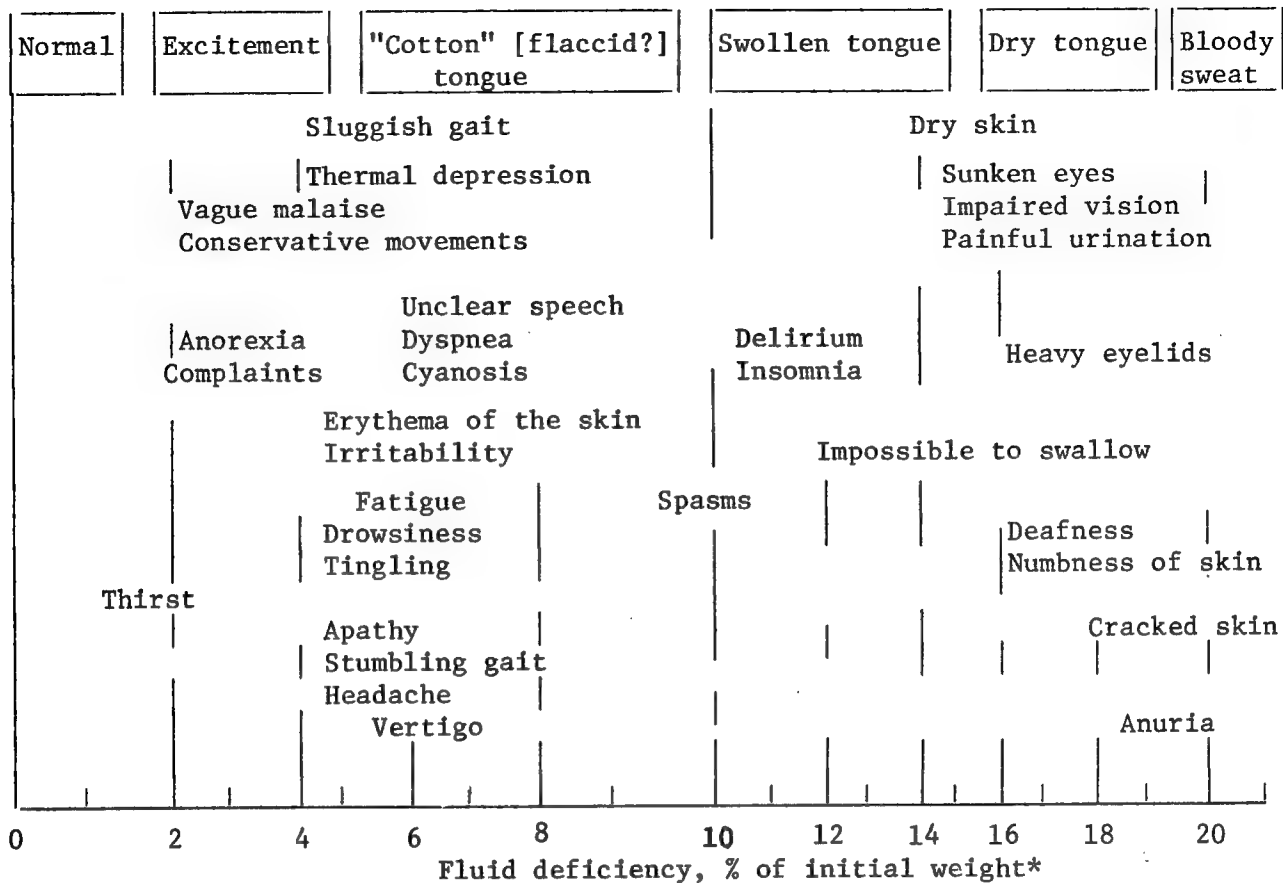 Normal
Excitement
"Cotton" [flaccid?]
tongue
Swollen tongue
Dry tongue
Bloody
sweat
Sluggish gait
Dry skin
Thermal depression
Sunken eyes
Vague malaise
Impaired vision
Conservative movements
Painful urination
Unclear speech
Anorexia
Dyspnea
Delirium
Complaints
Cyanosis
Insomnia
Heavy eyelids
Erythema of the skin
Irritability
Impossible to swallow
Fatigue
Spasms
Drowsiness
Deafness
Tingling
Numbness of skin
Thirst
Apathy
Cracked skin
Stumbling gait
Headache
Vertigo
Anuria
0 2 4 6 8 10 12 14 16 18 20
Fluid deficiency, % of initial weight*